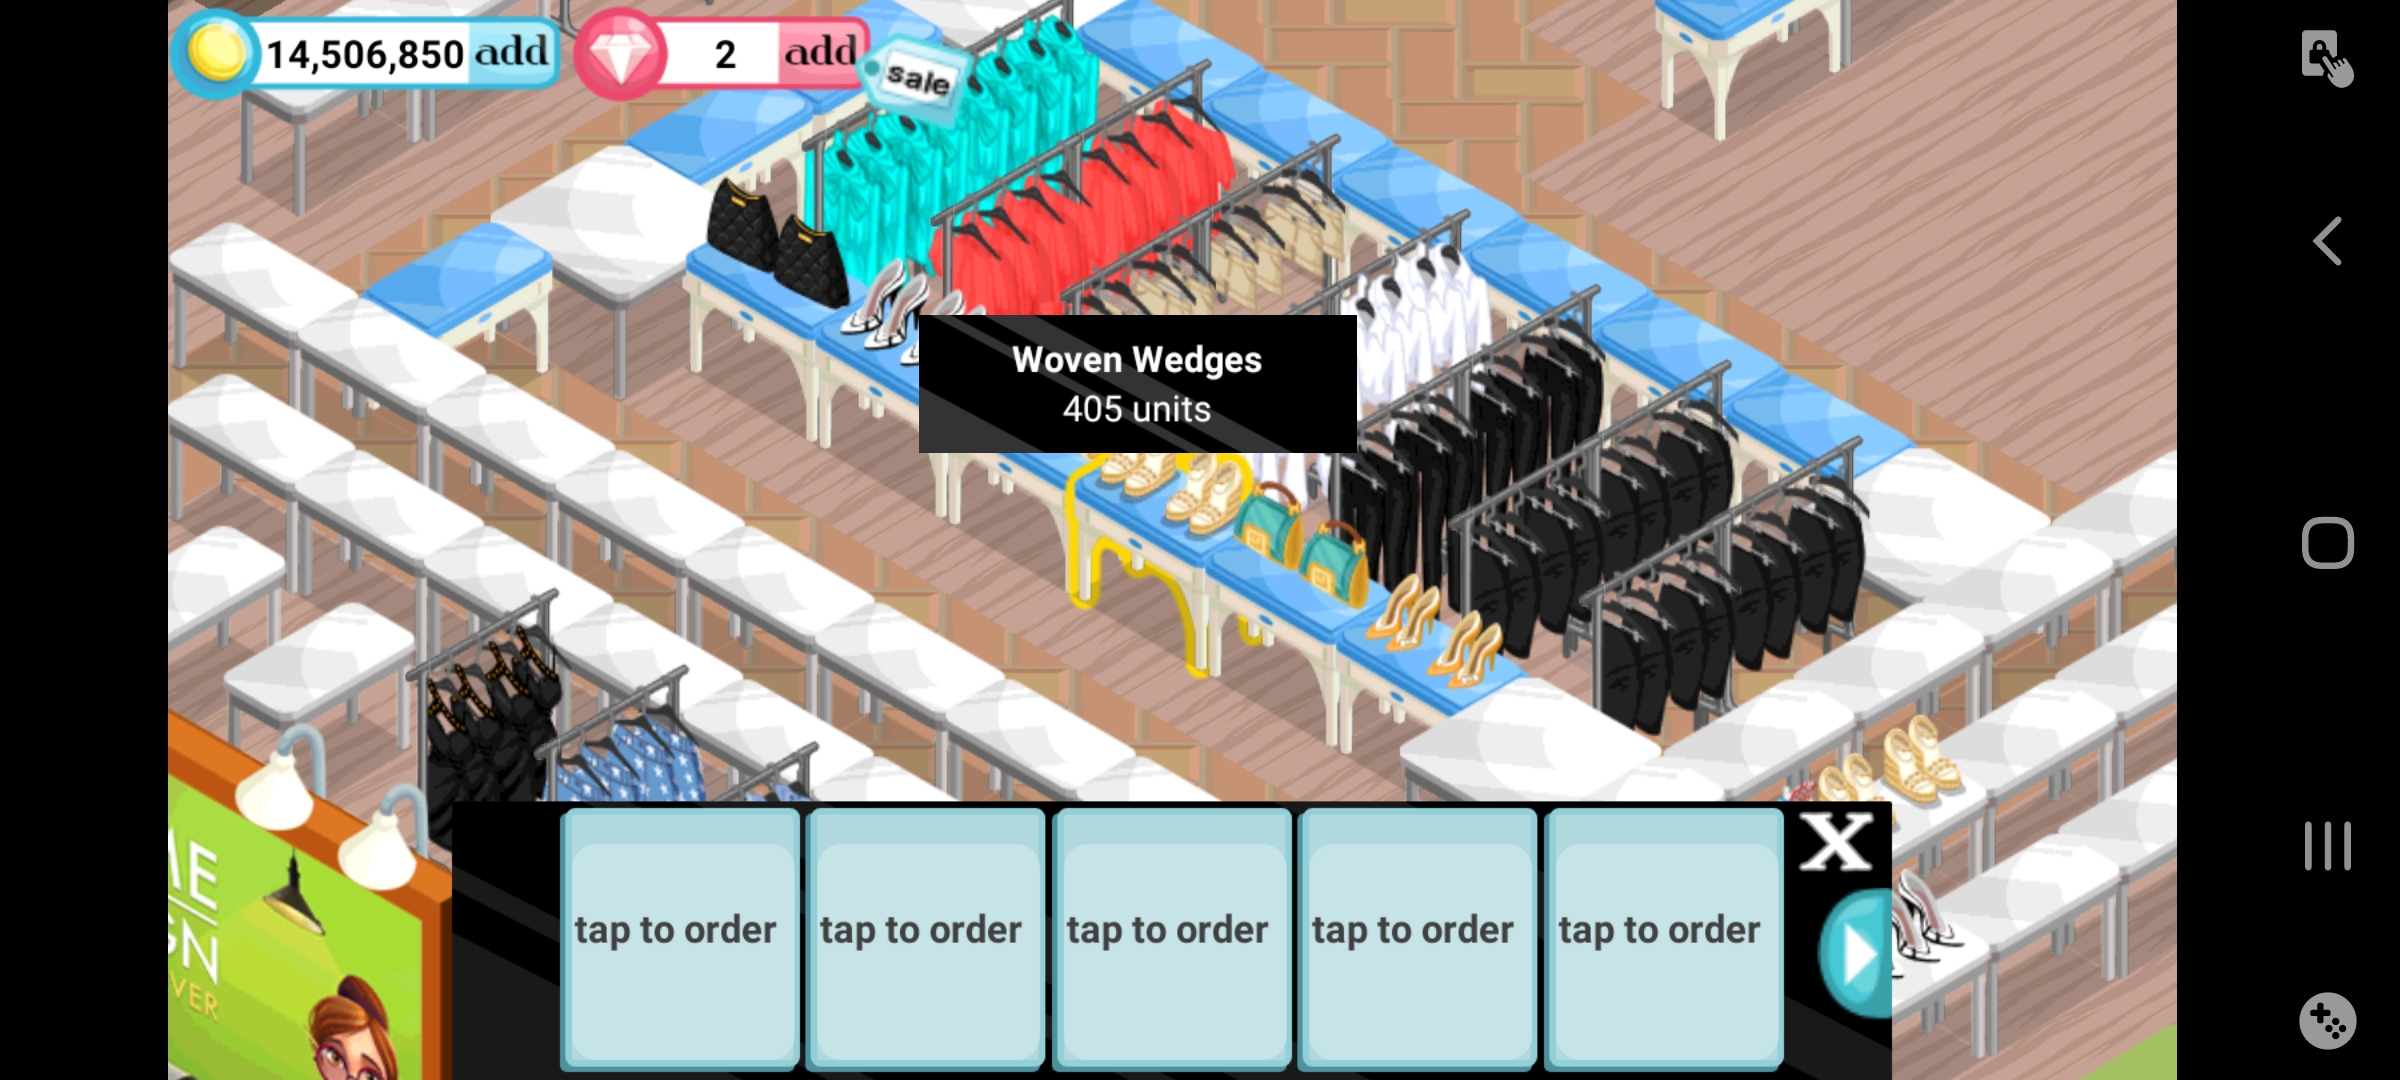 14,506,850 add
2 add
sale
Woven Wedges
405 units
tap to order
tap to order
tap to order
tap to order
tap to order
X